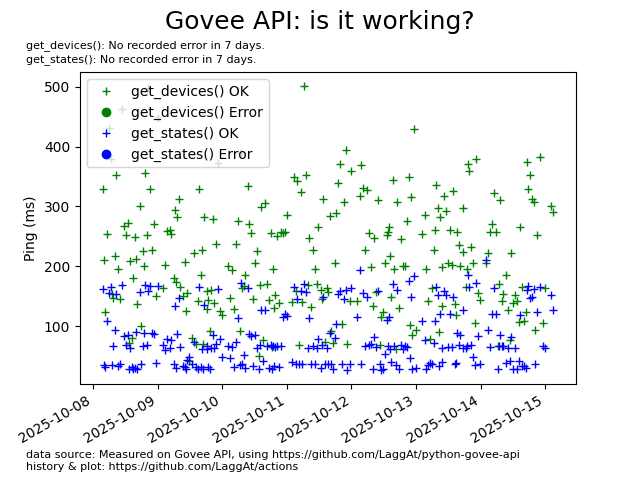 Govee API: is it working?
get_devices(): No recorded error in 7 days.
get_states(): No recorded error in 7 days.
get_devices() OK
get_devices() Error
get_states() OK
get_states() Error
Ping (ms)
500
400
300
200
100
2025-10-08
2025-10-09
2025-10-10
2025-10-11
2025-10-12
2025-10-13
2025-10-14
2025-10-15
data source: Measured on Govee API, using https://github.com/LaggAt/python-govee-api
history & plot: https://github.com/LaggAt/actions